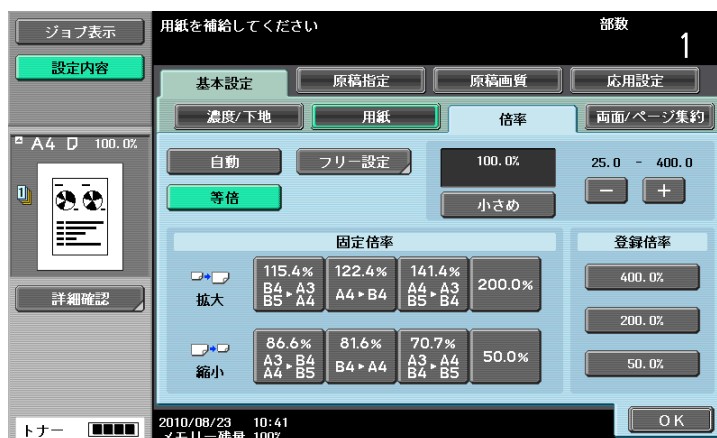 ジョブ表示
設定内容
用紙を補給してください
部数
1
基本設定
原稿指定
原稿画質
応用設定
濃度/下地
用紙
倍率
両面/ページ集約
A4 100.0%
1
詳細確認
トナー
自動
フリー設定
等倍
100.0%
小さめ
25.0 - 400.0
- +
固定倍率
拡大
115.4%
B4▸A3
B5▸A4
122.4%
A4▸B4
141.4%
A4▸A3
B5▸B4
200.0%
縮小
86.6%
A3▸B4
A4▸B5
81.6%
B4▸A4
70.7%
A3▸A4
B4▸B5
50.0%
登録倍率
400.0%
200.0%
50.0%
2010/08/23 10:41
メモリー残量 100%
OK